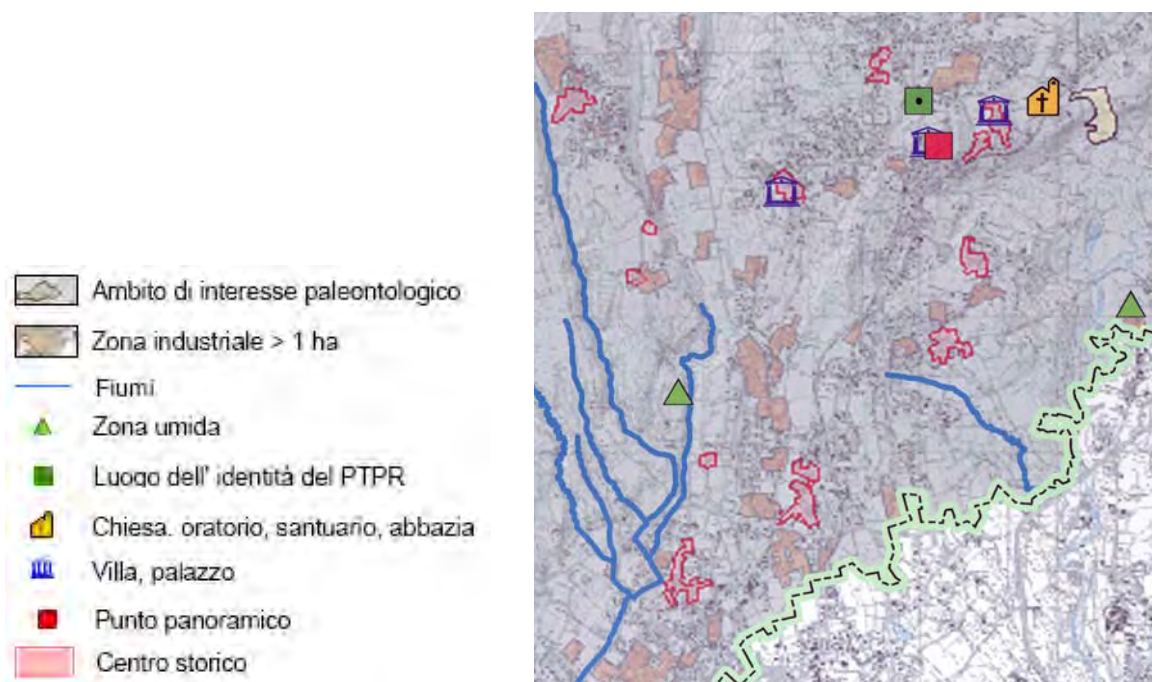 Ambito di interesse paleontologico
Zona industriale > 1 ha
Fiumi
Zona umida
Luogo dell' identità del PTPR
Chiesa. oratorio, santuario, abbazia
Villa, palazzo
Punto panoramico
Centro storico